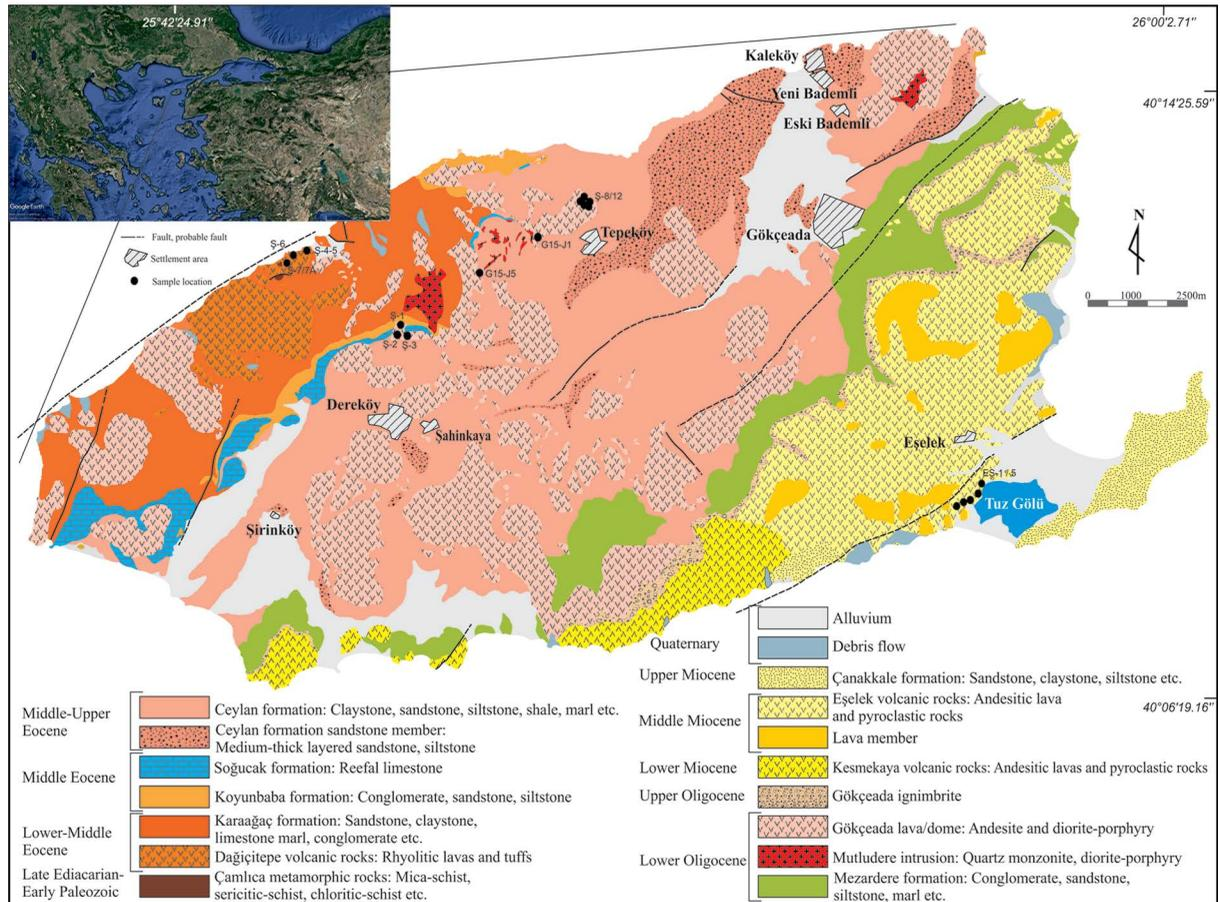 25°42'24.91''
26°00'2.71''
40°14'25.59''
Google Earth
Kaleköy
Yeni Bademli
Eski Bademli
Fault, probable fault
Settlement area
Sample location
Ş-6
Ş-4-5
Ş-7/7A
Ş-8/12
G15-J1
G15-J5
Tepeköy
Gökçeada
N
0 1000 2500m
Ş-1
Ş-2 Ş-3
Dereköy
Şahinkaya
Eşelek
EŞ-1-5
Tuz Gölü
Şirinköy
40°06'19.16''
Middle-Upper
Eocene
Ceylan formation: Claystone, sandstone, siltstone, shale, marl etc.
Ceylan formation sandstone member:
Medium-thick layered sandstone, siltstone
Middle Eocene
Soğucak formation: Reefal limestone
Koyunbaba formation: Conglomerate, sandstone, siltstone
Lower-Middle
Eocene
Karaağaç formation: Sandstone, claystone,
limestone marl, conglomerate etc.
Dağiçitepe volcanic rocks: Rhyolitic lavas and tuffs
Late Ediacarian-
Early Paleozoic
Çamlıca metamorphic rocks: Mica-schist,
sericitic-schist, chloritic-schist etc.
Quaternary
Alluvium
Debris flow
Upper Miocene
Çanakkale formation: Sandstone, claystone, siltstone etc.
Middle Miocene
Eşelek volcanic rocks: Andesitic lava
and pyroclastic rocks
Lava member
Lower Miocene
Kesmekaya volcanic rocks: Andesitic lavas and pyroclastic rocks
Upper Oligocene
Gökçeada ignimbrite
Lower Oligocene
Gökçeada lava/dome: Andesite and diorite-porphyry
Mutludere intrusion: Quartz monzonite, diorite-porphyry
Mezardere formation: Conglomerate, sandstone,
siltstone, marl etc.